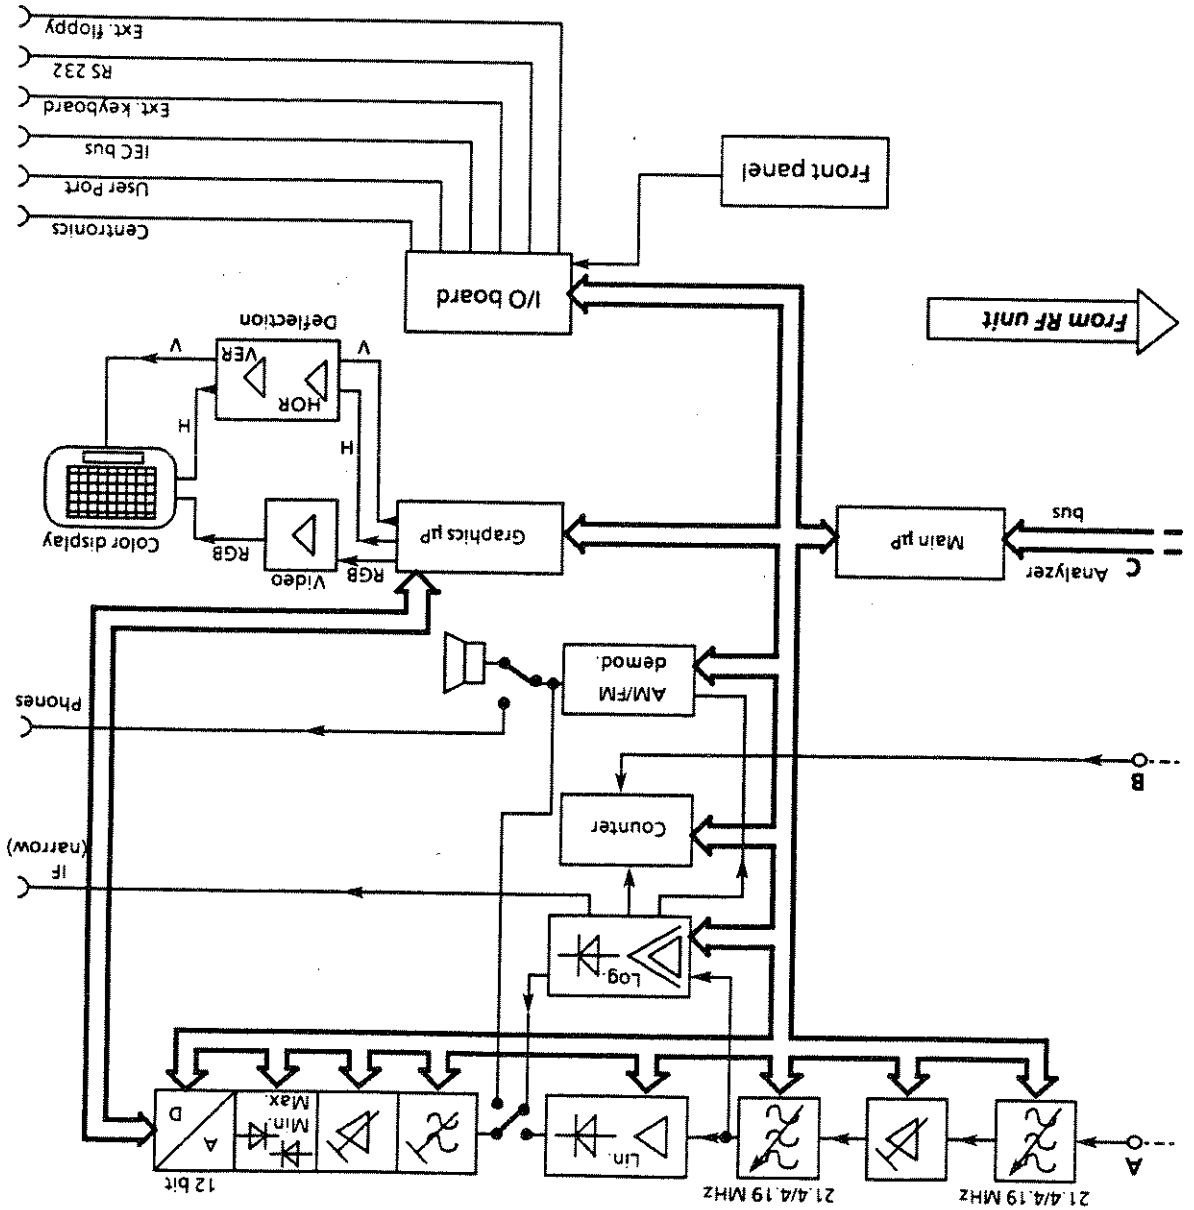 21.4/4.19 MHz
21.4/4.19 MHz
12 bit
A
Lin.
Min.
Max.
A
D
Log.
IF
(narrow)
Counter
B
Phones
AM/FM
demod.
C
Analyzer
bus
Main µP
Graphics µP
RGB
Video
RGB
Color display
H
H
HOR
VER
V
V
Deflection
From RF unit
I/O board
Front panel
Centronics
User Port
IEC bus
Ext. keyboard
RS 232
Ext. floppy